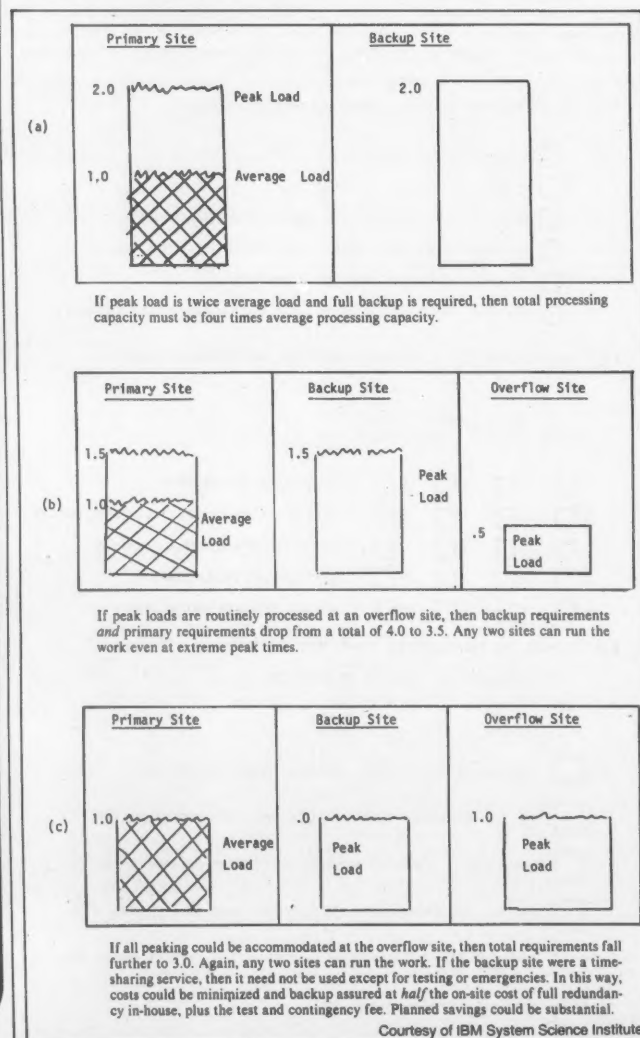 Primary Site
Backup Site
(a)
2.0
Peak Load
2.0
1.0
Average Load
If peak load is twice average load and full backup is required, then total processing
capacity must be four times average processing capacity.
Primary Site
Backup Site
Overflow Site
(b)
1.5
1.5
Peak
Load
1.0
Average
Load
.5
Peak
Load
If peak loads are routinely processed at an overflow site, then backup requirements
and primary requirements drop from a total of 4.0 to 3.5. Any two sites can run the
work even at extreme peak times.
Primary Site
Backup Site
Overflow Site
(c)
1.0
.0
1.0
Average
Load
Peak
Load
Peak
Load
If all peaking could be accommodated at the overflow site, then total requirements fall
further to 3.0. Again, any two sites can run the work. If the backup site were a time-
sharing service, then it need not be used except for testing or emergencies. In this way,
costs could be minimized and backup assured at half the on-site cost of full redundan-
cy in-house, plus the test and contingency fee. Planned savings could be substantial.
Courtesy of IBM System Science Institute